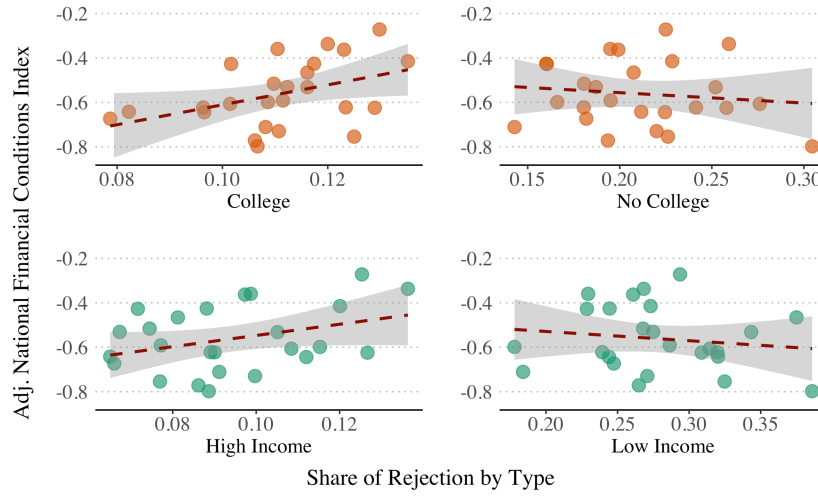 Adj. National Financial Conditions Index
-0.2
-0.4
-0.6
-0.8
0.08 0.10 0.12
College
-0.2
-0.4
-0.6
-0.8
0.15 0.20 0.25 0.30
No College
-0.2
-0.4
-0.6
-0.8
0.08 0.10 0.12
High Income
-0.2
-0.4
-0.6
-0.8
0.20 0.25 0.30 0.35
Low Income
Share of Rejection by Type